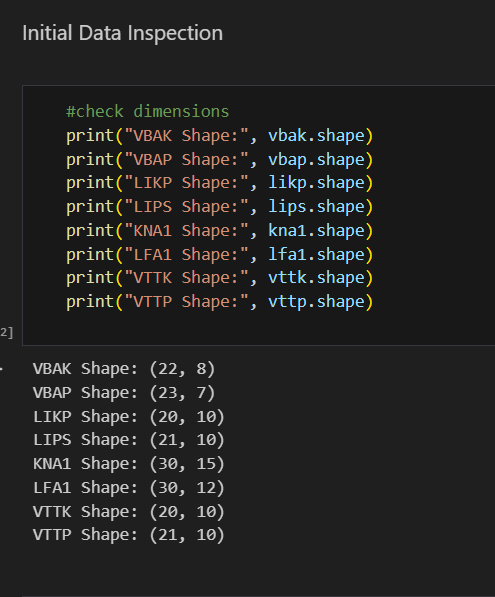 Initial Data Inspection
#check dimensions
print("VBAK Shape:", vbak.shape)
print("VBAP Shape:", vbap.shape)
print("LIKP Shape:", likp.shape)
print("LIPS Shape:", lips.shape)
print("KNA1 Shape:", kna1.shape)
print("LFA1 Shape:", lfa1.shape)
print("VTTK Shape:", vttk.shape)
print("VTTP Shape:", vttp.shape)
2]
VBAK Shape: (22, 8)
VBAP Shape: (23, 7)
LIKP Shape: (20, 10)
LIPS Shape: (21, 10)
KNA1 Shape: (30, 15)
LFA1 Shape: (30, 12)
VTTK Shape: (20, 10)
VTTP Shape: (21, 10)